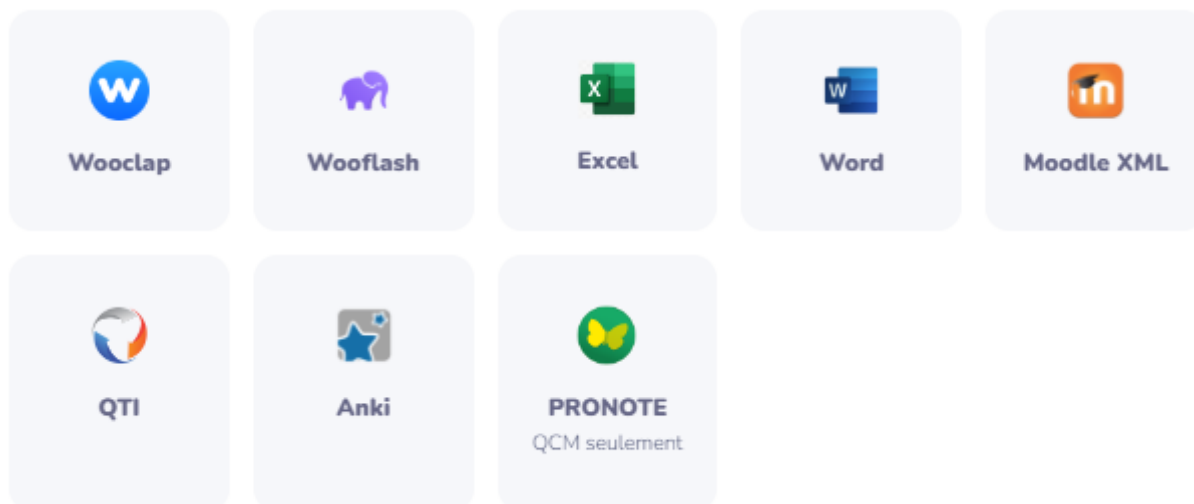 Wooclap
Wooflash
Excel
Word
Moodle XML
QTI
Anki
PRONOTE
QCM seulement